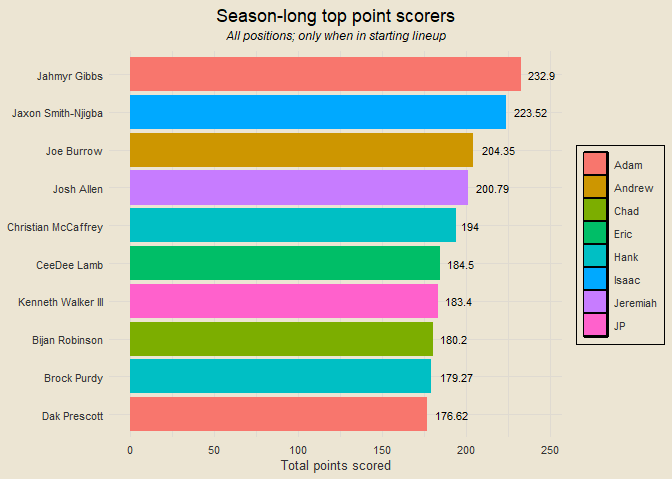 Season-long top point scorers
All positions; only when in starting lineup
Jahmyr Gibbs 232.9
Jaxon Smith-Njigba 223.52
Joe Burrow 204.35
Josh Allen 200.79
Christian McCaffrey 194
CeeDee Lamb 184.5
Kenneth Walker III 183.4
Bijan Robinson 180.2
Brock Purdy 179.27
Dak Prescott 176.62
0 50 100 150 200 250
Total points scored
Adam
Andrew
Chad
Eric
Hank
Isaac
Jeremiah
JP